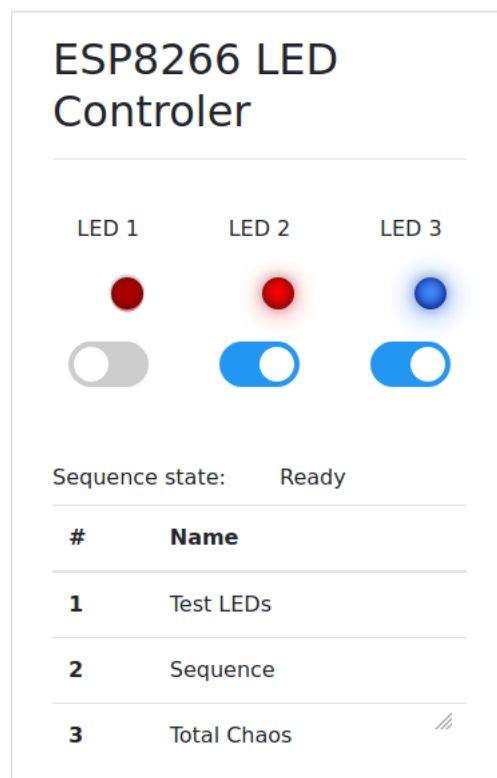 ESP8266 LED
Controler
LED 1 LED 2 LED 3
Sequence state: Ready
# Name
1 Test LEDs
2 Sequence
3 Total Chaos